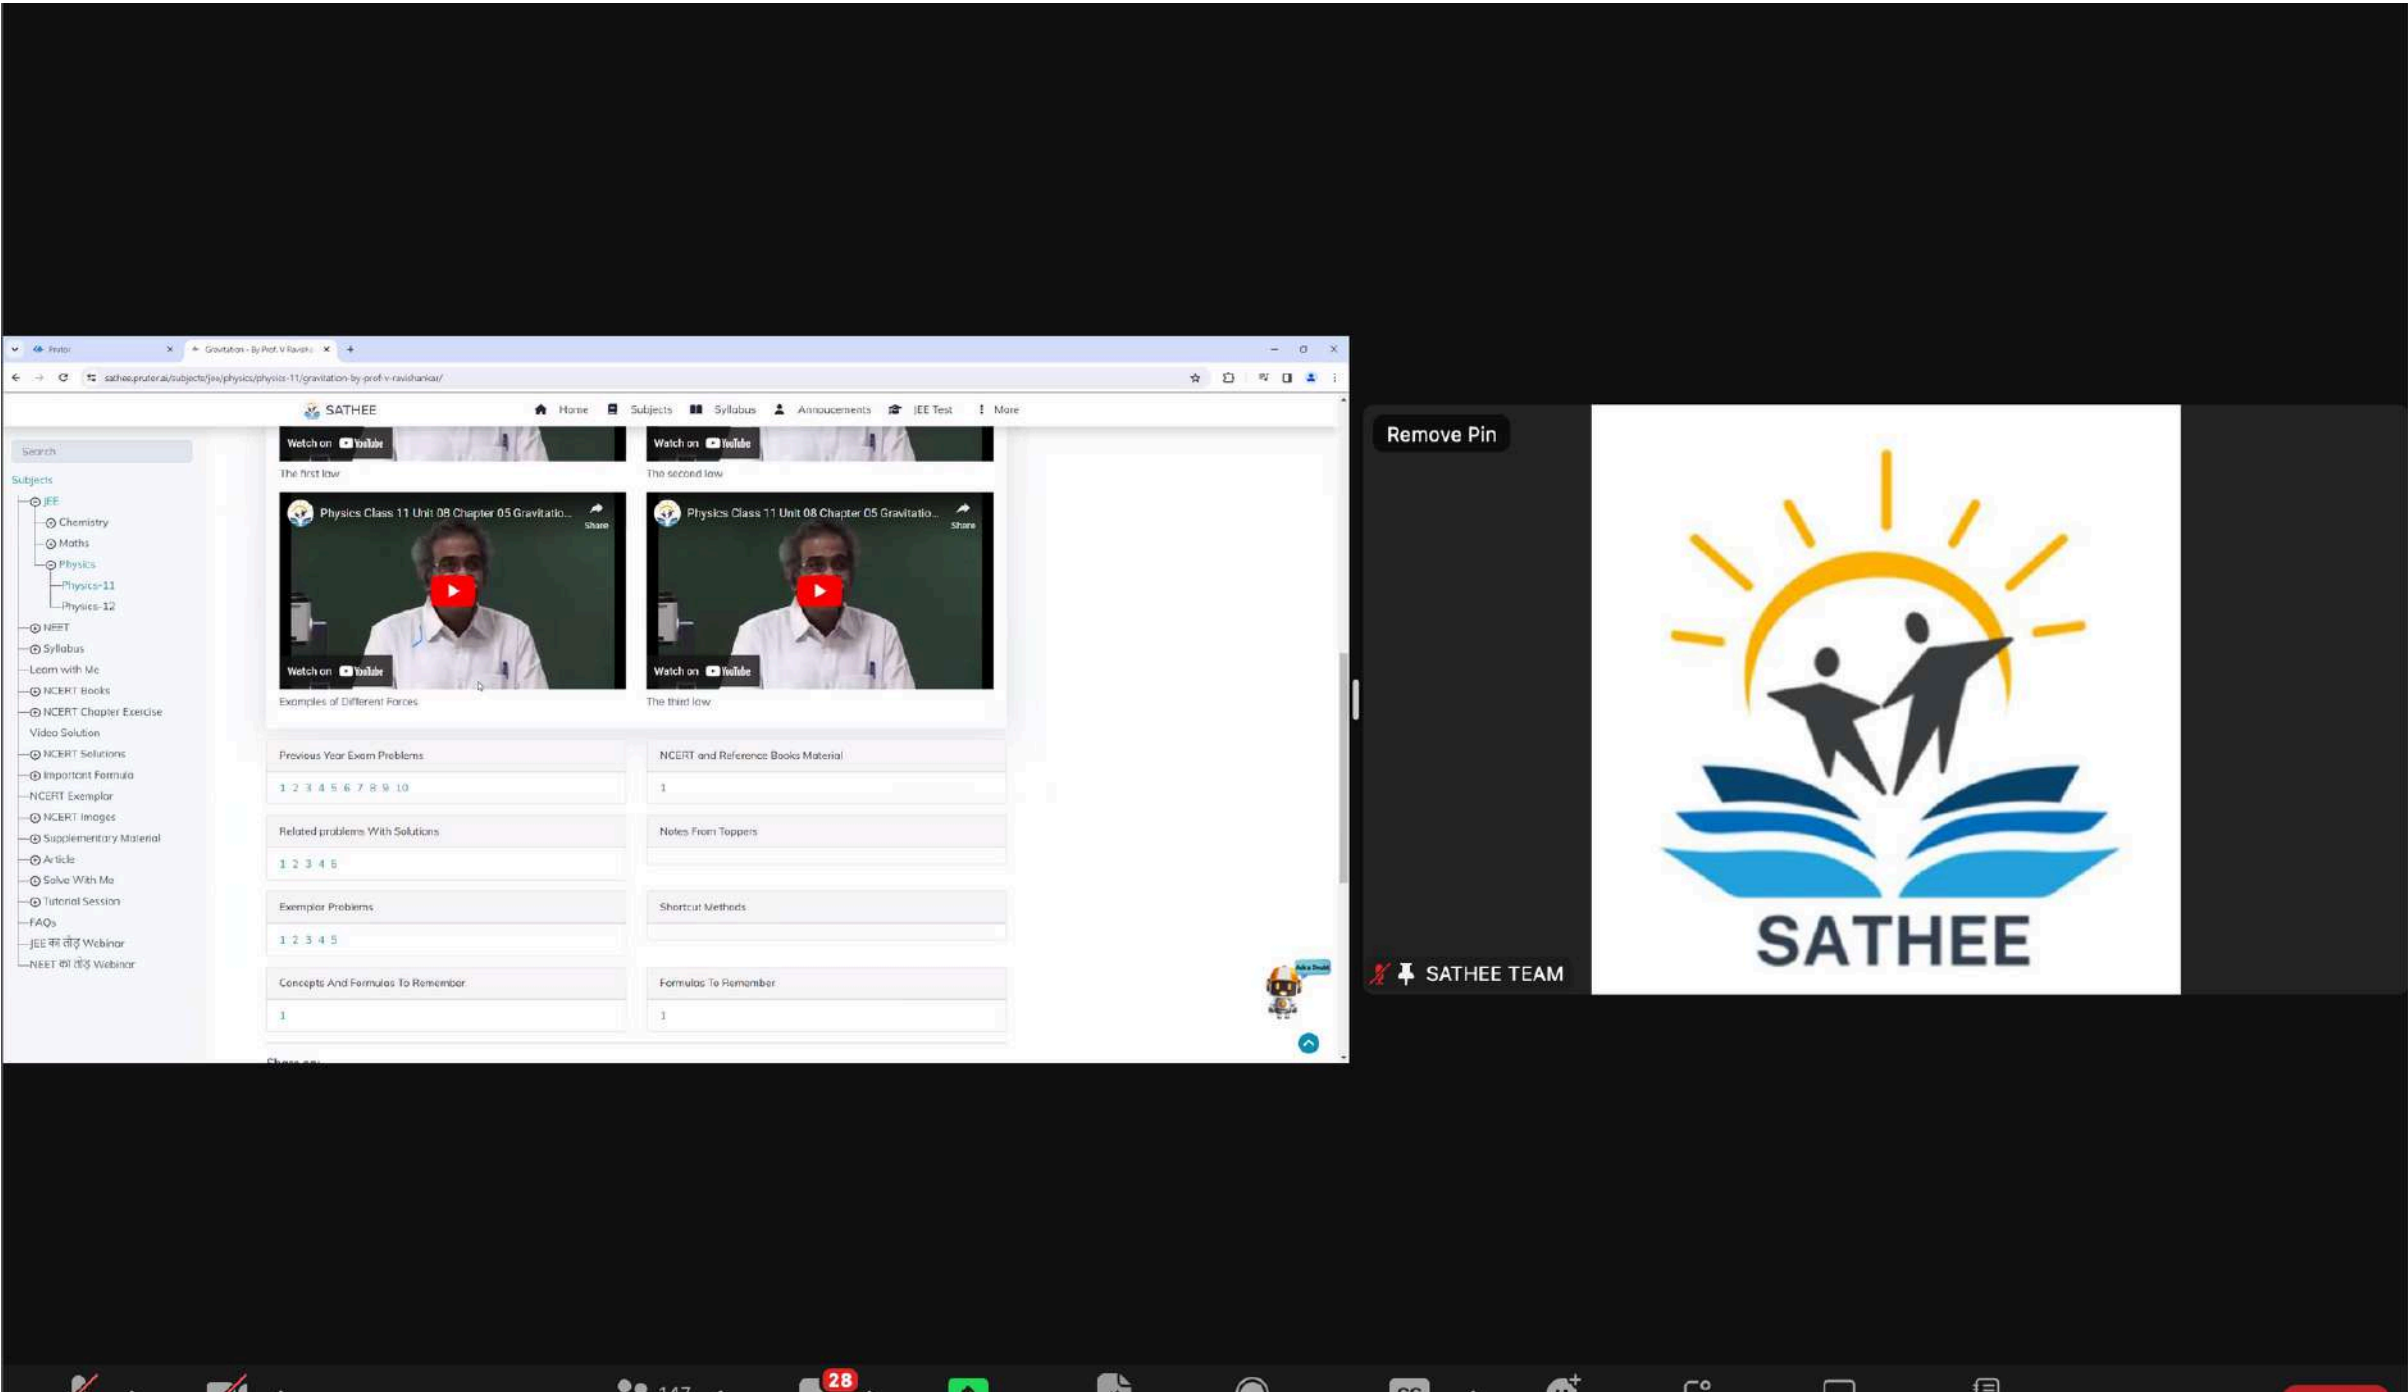 Gravitation - By Prof. V Ravisha
sathee.prutor.ai/subjects/jee/physics/physics-11/gravitation-by-prof-v-ravishankar/
SATHEE
Home
Subjects
Syllabus
Annoucements
JEE Test
More
Search
Subjects
JEE
Chemistry
Maths
Physics
Physics-11
Physics-12
NEET
Syllabus
Learn with Me
NCERT Books
NCERT Chapter Exercise
Video Solution
NCERT Solutions
Important Formula
NCERT Exemplar
NCERT Images
Supplementary Material
Article
Solve With Me
Tutorial Session
FAQs
JEE का तोड़ Webinar
NEET का तोड़ Webinar
Watch on YouTube
Watch on YouTube
The first law
The second law
Physics Class 11 Unit 08 Chapter 05 Gravitatio...
Share
Watch on YouTube
Physics Class 11 Unit 08 Chapter 05 Gravitatio...
Share
Watch on YouTube
Examples of Different Forces
The third law
Previous Year Exam Problems
NCERT and Reference Books Material
1 2 3 4 5 6 7 8 9 10
1
Related problems With Solutions
Notes From Toppers
1 2 3 4 5
Exemplar Problems
Shortcut Methods
1 2 3 4 5
Concepts And Formulas To Remember
Formulas To Remember
1
1
Ask a Doubt
Remove Pin
SATHEE
SATHEE TEAM
28